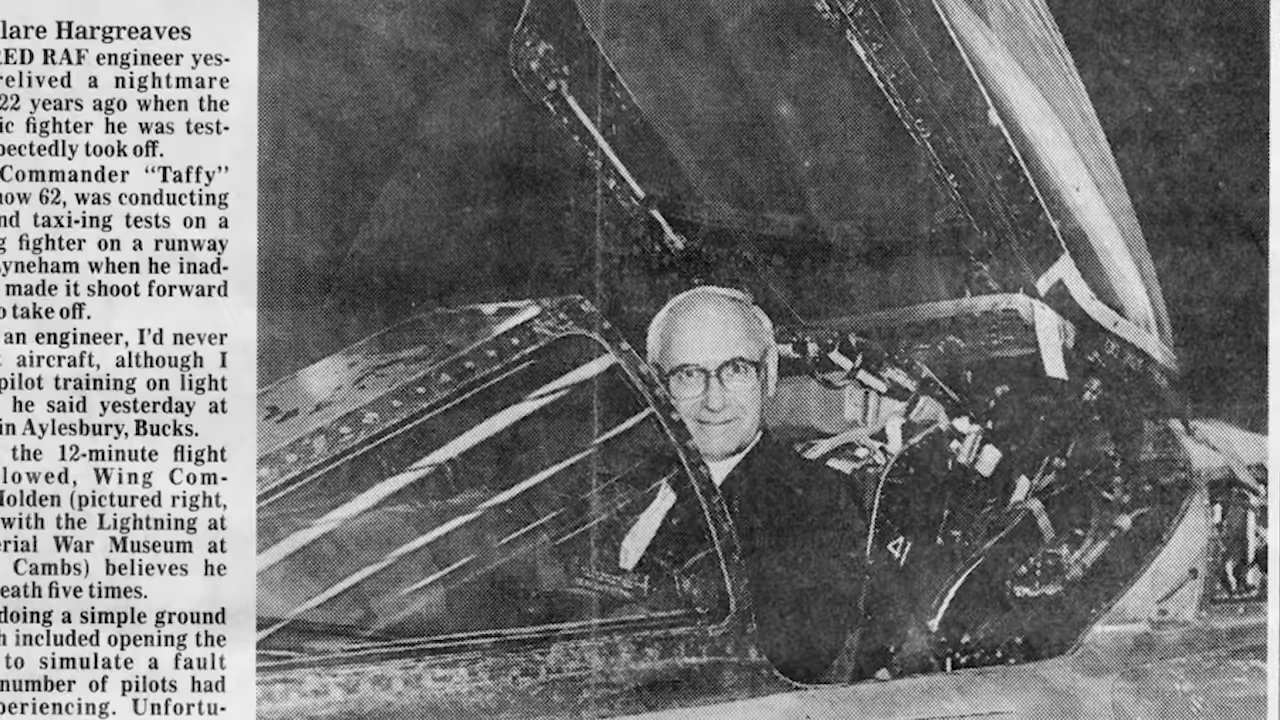 lare Hargreaves
ED RAF engineer yes-
relived a nightmare
22 years ago when the
ic fighter he was test-
pectedly took off.
Commander "Taffy"
now 62, was conducting
nd taxi-ing tests on a
g fighter on a runway
yneham when he inad-
made it shoot forward
o take off.
an engineer, I'd never
t aircraft, although I
pilot training on light
he said yesterday at
in Aylesbury, Bucks.
the 12-minute flight
lowed, Wing Com-
Holden (pictured right,
with the Lightning at
erial War Museum at
Cambs) believes he
eath five times.
doing a simple ground
h included opening the
to simulate a fault
number of pilots had
periencing. Unfortu-